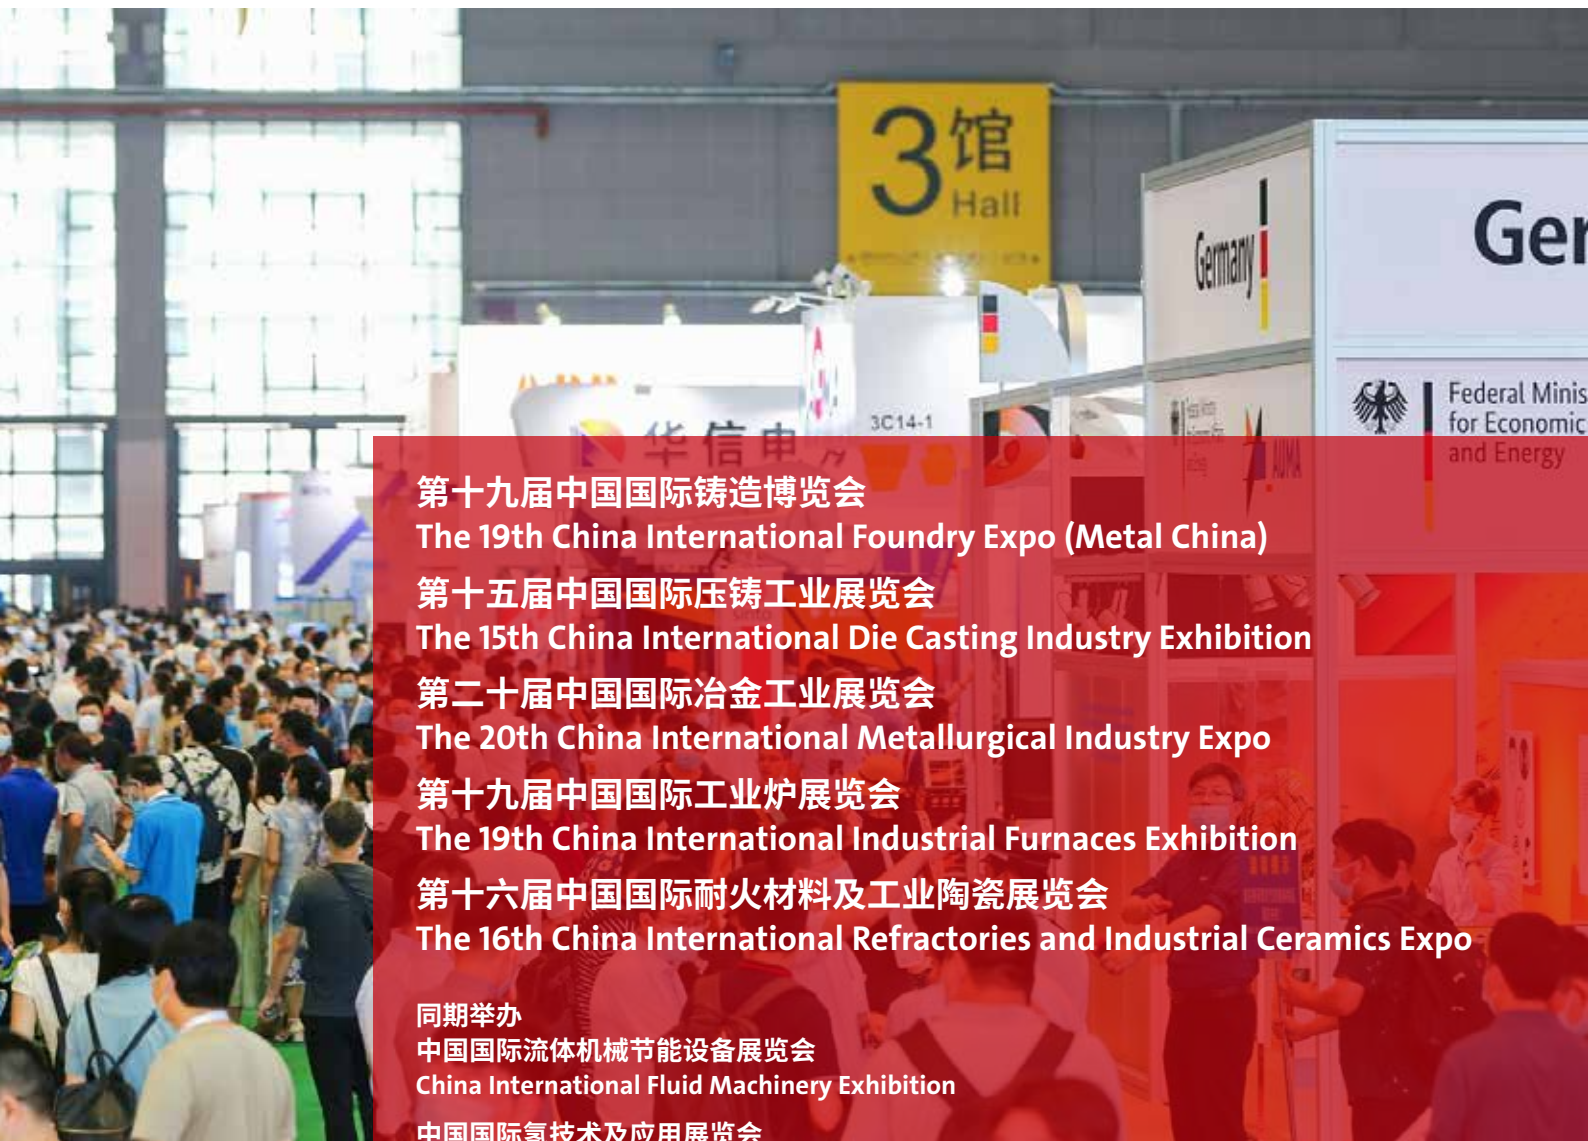 3馆
Hall
Germany
Ger
华信电力
3C14-1
Federal Minis
for Economic
and Energy
AUMA
第十九届中国国际铸造博览会
The 19th China International Foundry Expo (Metal China)
第十五届中国国际压铸工业展览会
The 15th China International Die Casting Industry Exhibition
第二十届中国国际冶金工业展览会
The 20th China International Metallurgical Industry Expo
第十九届中国国际工业炉展览会
The 19th China International Industrial Furnaces Exhibition
第十六届中国国际耐火材料及工业陶瓷展览会
The 16th China International Refractories and Industrial Ceramics Expo
同期举办
中国国际流体机械节能设备展览会
China International Fluid Machinery Exhibition
中国国际氢技术及应用展览会